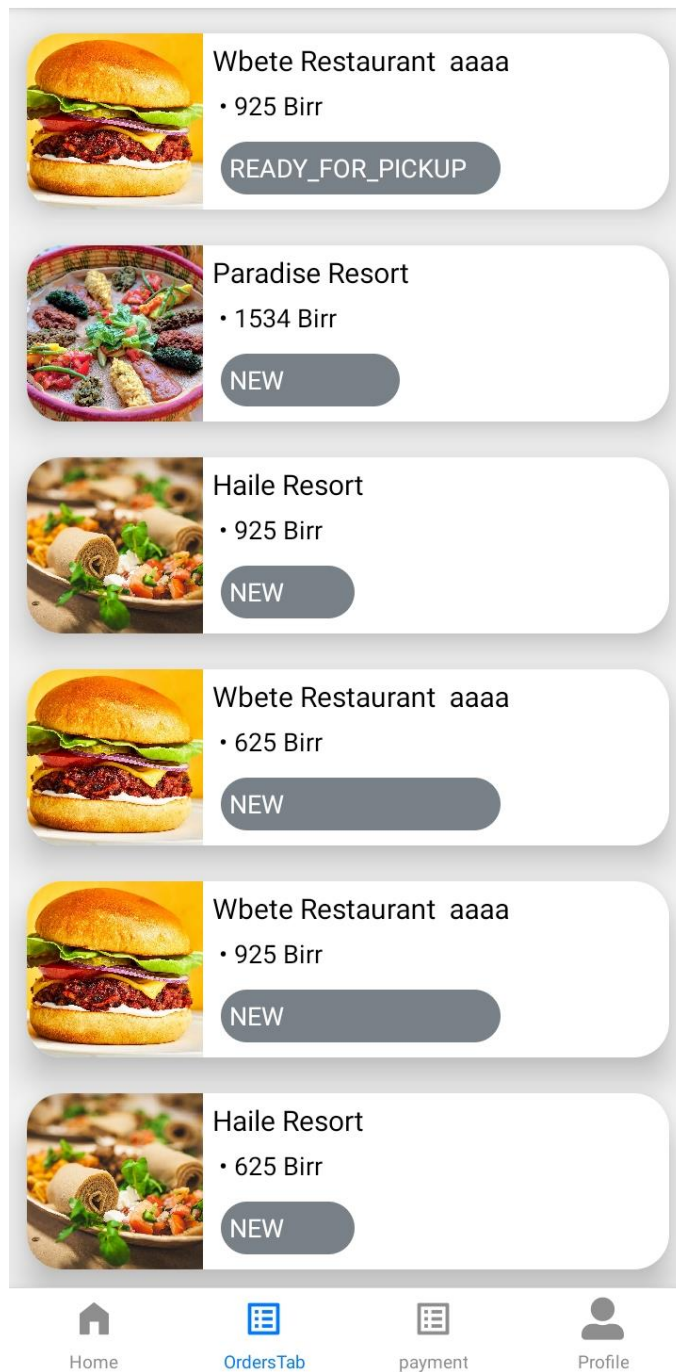 Wbete Restaurant  aaaa
• 925 Birr
READY_FOR_PICKUP
Paradise Resort
• 1534 Birr
NEW
Haile Resort
• 925 Birr
NEW
Wbete Restaurant  aaaa
• 625 Birr
NEW
Wbete Restaurant  aaaa
• 925 Birr
NEW
Haile Resort
• 625 Birr
NEW
Home OrdersTab payment Profile